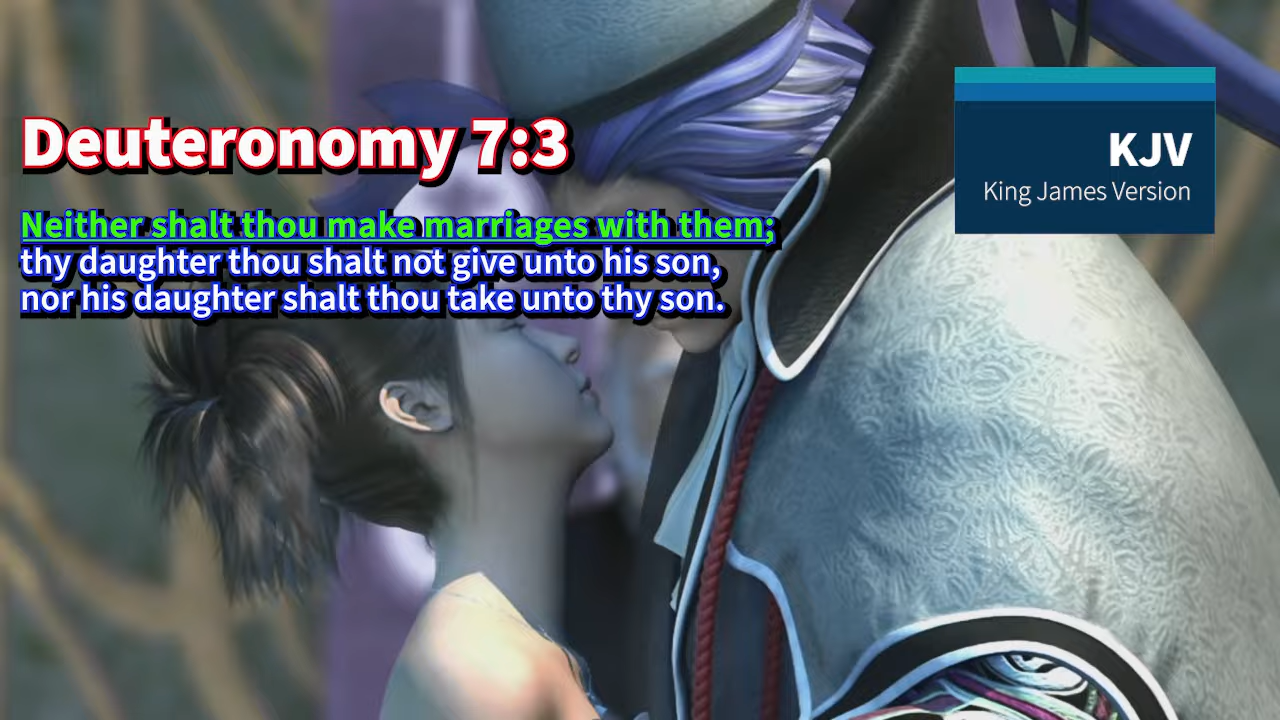 Deuteronomy 7:3
KJV
King James Version
Neither shalt thou make marriages with them;
thy daughter thou shalt not give unto his son,
nor his daughter shalt thou take unto thy son.